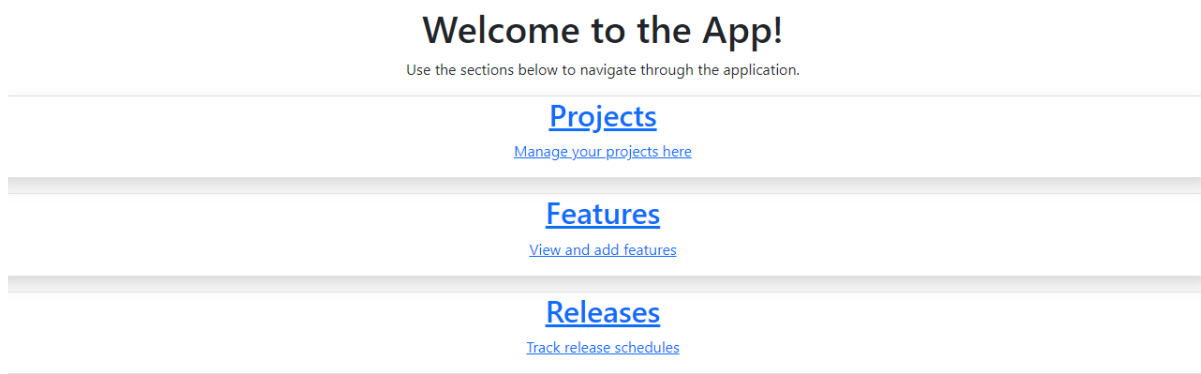 Welcome to the App!
Use the sections below to navigate through the application.
Projects
Manage your projects here
Features
View and add features
Releases
Track release schedules